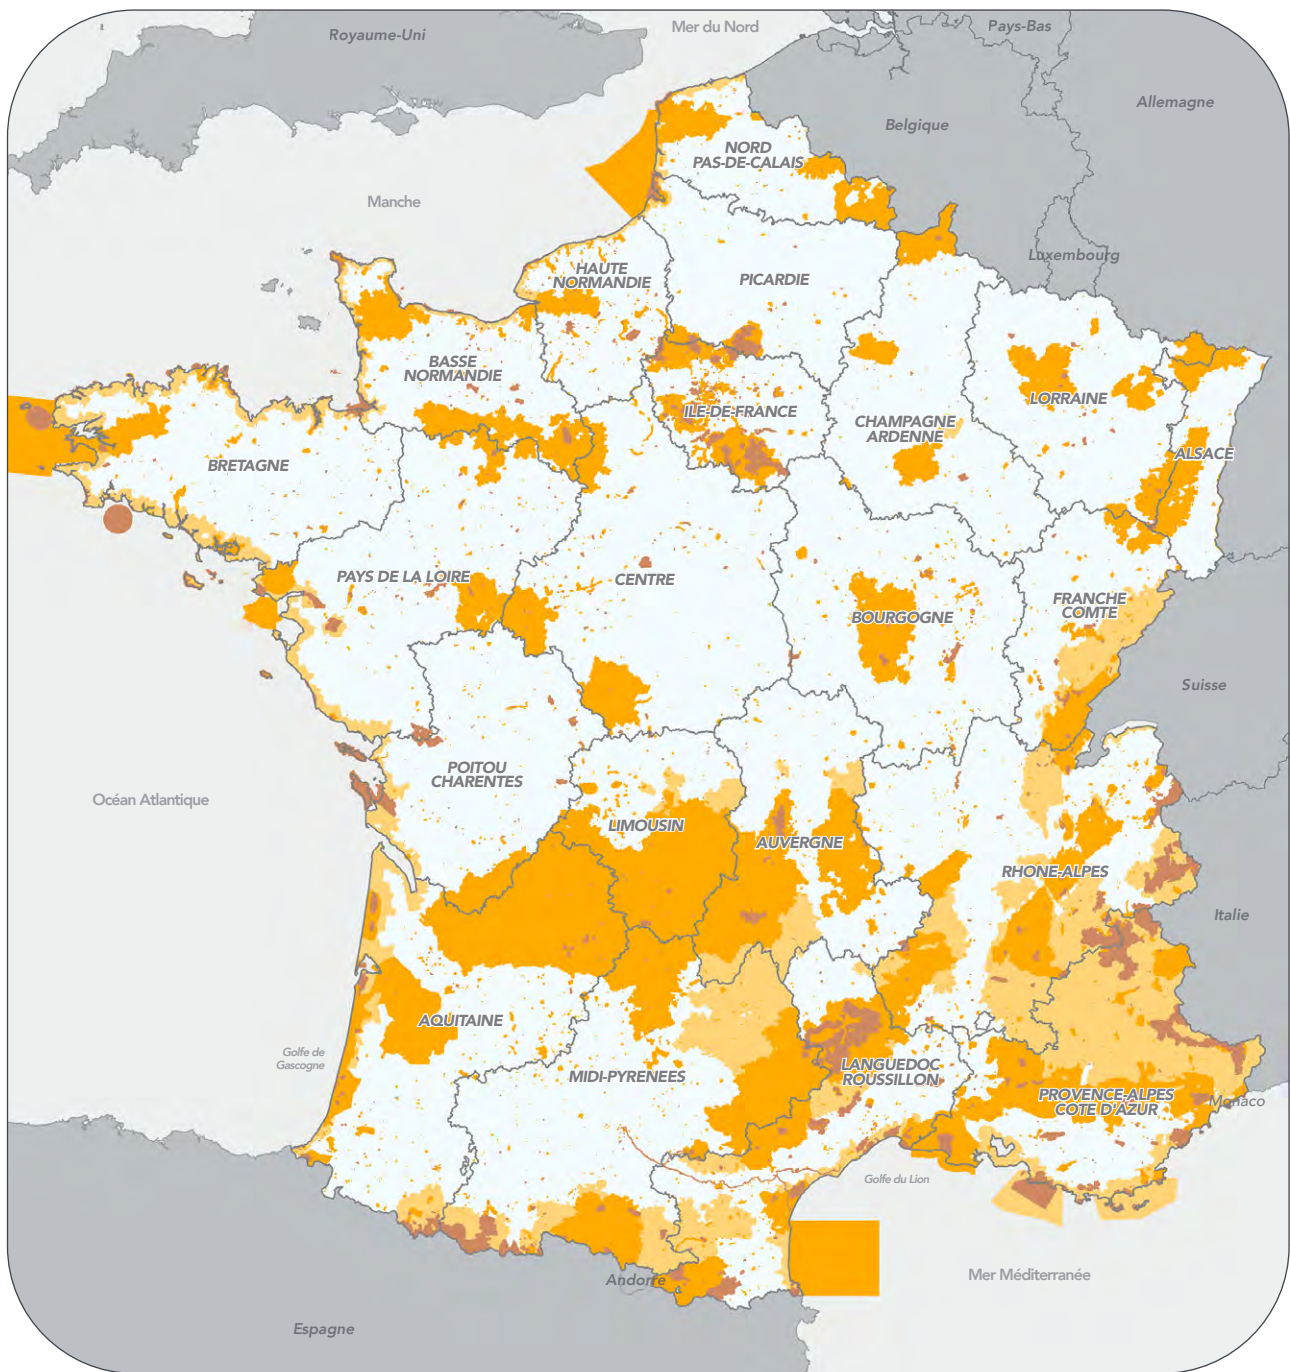 Mer du Nord
Pays-Bas
Royaume-Uni
Allemagne
Belgique
NORD
PAS-DE-CALAIS
Manche
Luxembourg
HAUTE
NORMANDIE
PICARDIE
BASSE
NORMANDIE
LORRAINE
ILE-DE-FRANCE
CHAMPAGNE
ARDENNE
ALSACE
BRETAGNE
PAYS DE LA LOIRE
CENTRE
FRANCHE
COMTE
BOURGOGNE
Suisse
POITOU
CHARENTES
Océan Atlantique
LIMOUSIN
AUVERGNE
RHONE-ALPES
Italie
AQUITAINE
Golfe de
Gascogne
MIDI-PYRENEES
LANGUEDOC
ROUSSILLON
PROVENCE-ALPES
COTE D'AZUR
Monaco
Golfe du Lion
Mer Méditerranée
Andorre
Espagne